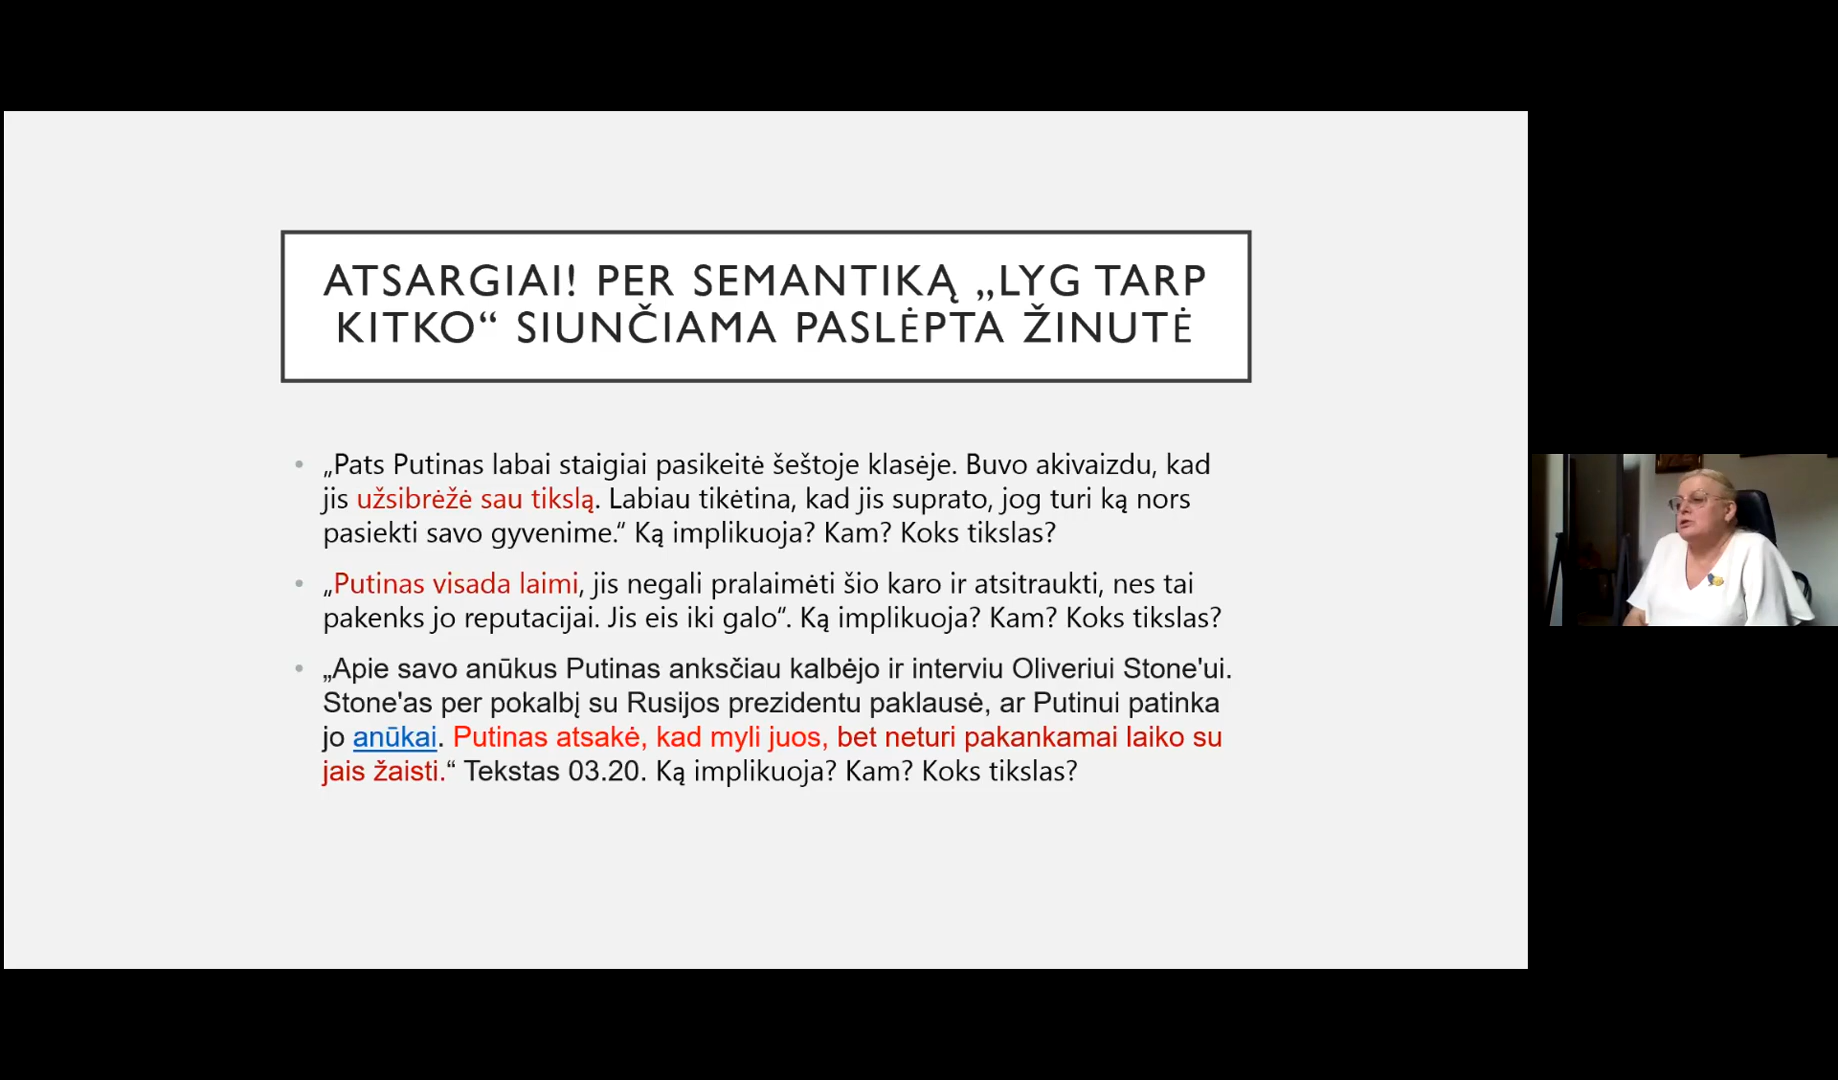 ATSARGIAI! PER SEMANTIKĄ „LYG TARP
KITKO“ SIUNČIAMA PASLĖPTA ŽINUTĖ
• „Pats Putinas labai staigiai pasikeitė šeštoje klasėje. Buvo akivaizdu, kad
jis užsibrėžė sau tikslą. Labiau tikėtina, kad jis suprato, jog turi ką nors
pasiekti savo gyvenime.“ Ką implikuoja? Kam? Koks tikslas?
• „Putinas visada laimi, jis negali pralaimėti šio karo ir atsitraukti, nes tai
pakenks jo reputacijai. Jis eis iki galo“. Ką implikuoja? Kam? Koks tikslas?
• „Apie savo anūkus Putinas anksčiau kalbėjo ir interviu Oliveriui Stone'ui.
Stone'as per pokalbį su Rusijos prezidentu paklausė, ar Putinui patinka
jo anūkai. Putinas atsakė, kad myli juos, bet neturi pakankamai laiko su
jais žaisti.“ Tekstas 03.20. Ką implikuoja? Kam? Koks tikslas?